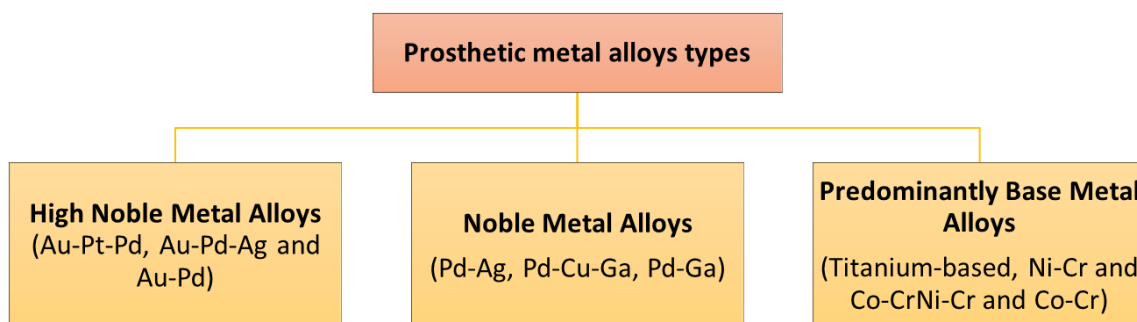 Prosthetic metal alloys types
High Noble Metal Alloys
(Au-Pt-Pd, Au-Pd-Ag and
Au-Pd)
Noble Metal Alloys
(Pd-Ag, Pd-Cu-Ga, Pd-Ga)
Predominantly Base Metal
Alloys
(Titanium-based, Ni-Cr and
Co-CrNi-Cr and Co-Cr)